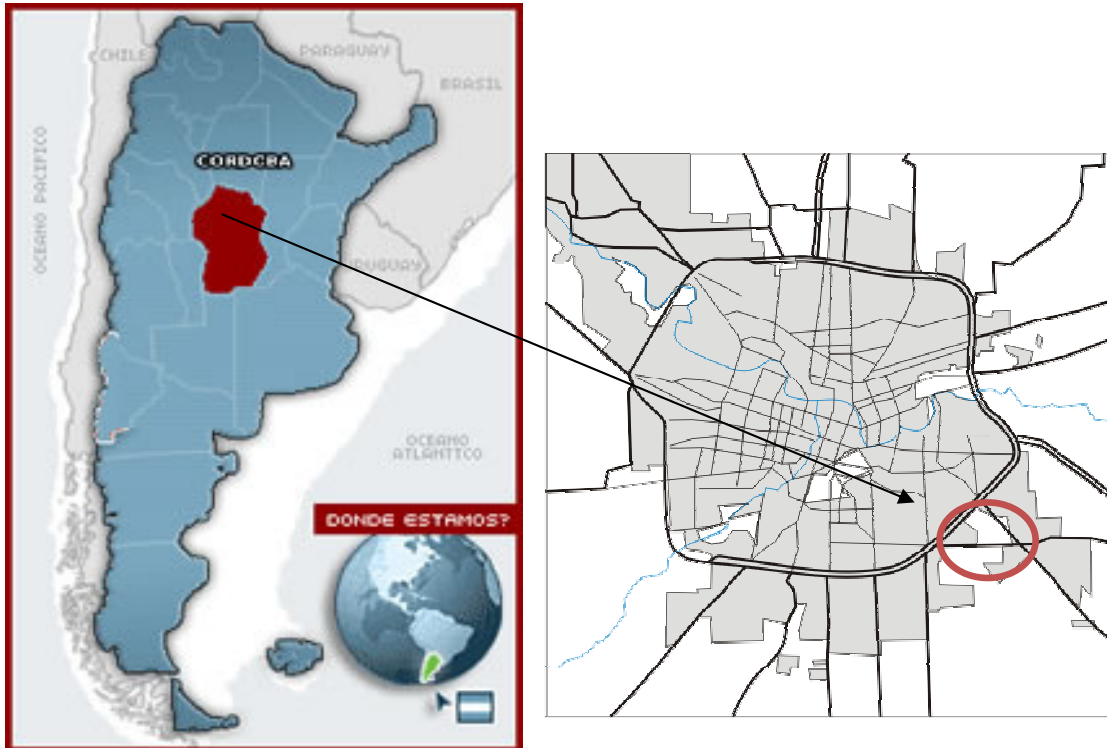 CHILE
PARAGUAY
BRASIL
OCEANO PACIFICO
CORDOBA
URUGUAY
OCEANO
ATLANTICO
DONDE ESTAMOS?